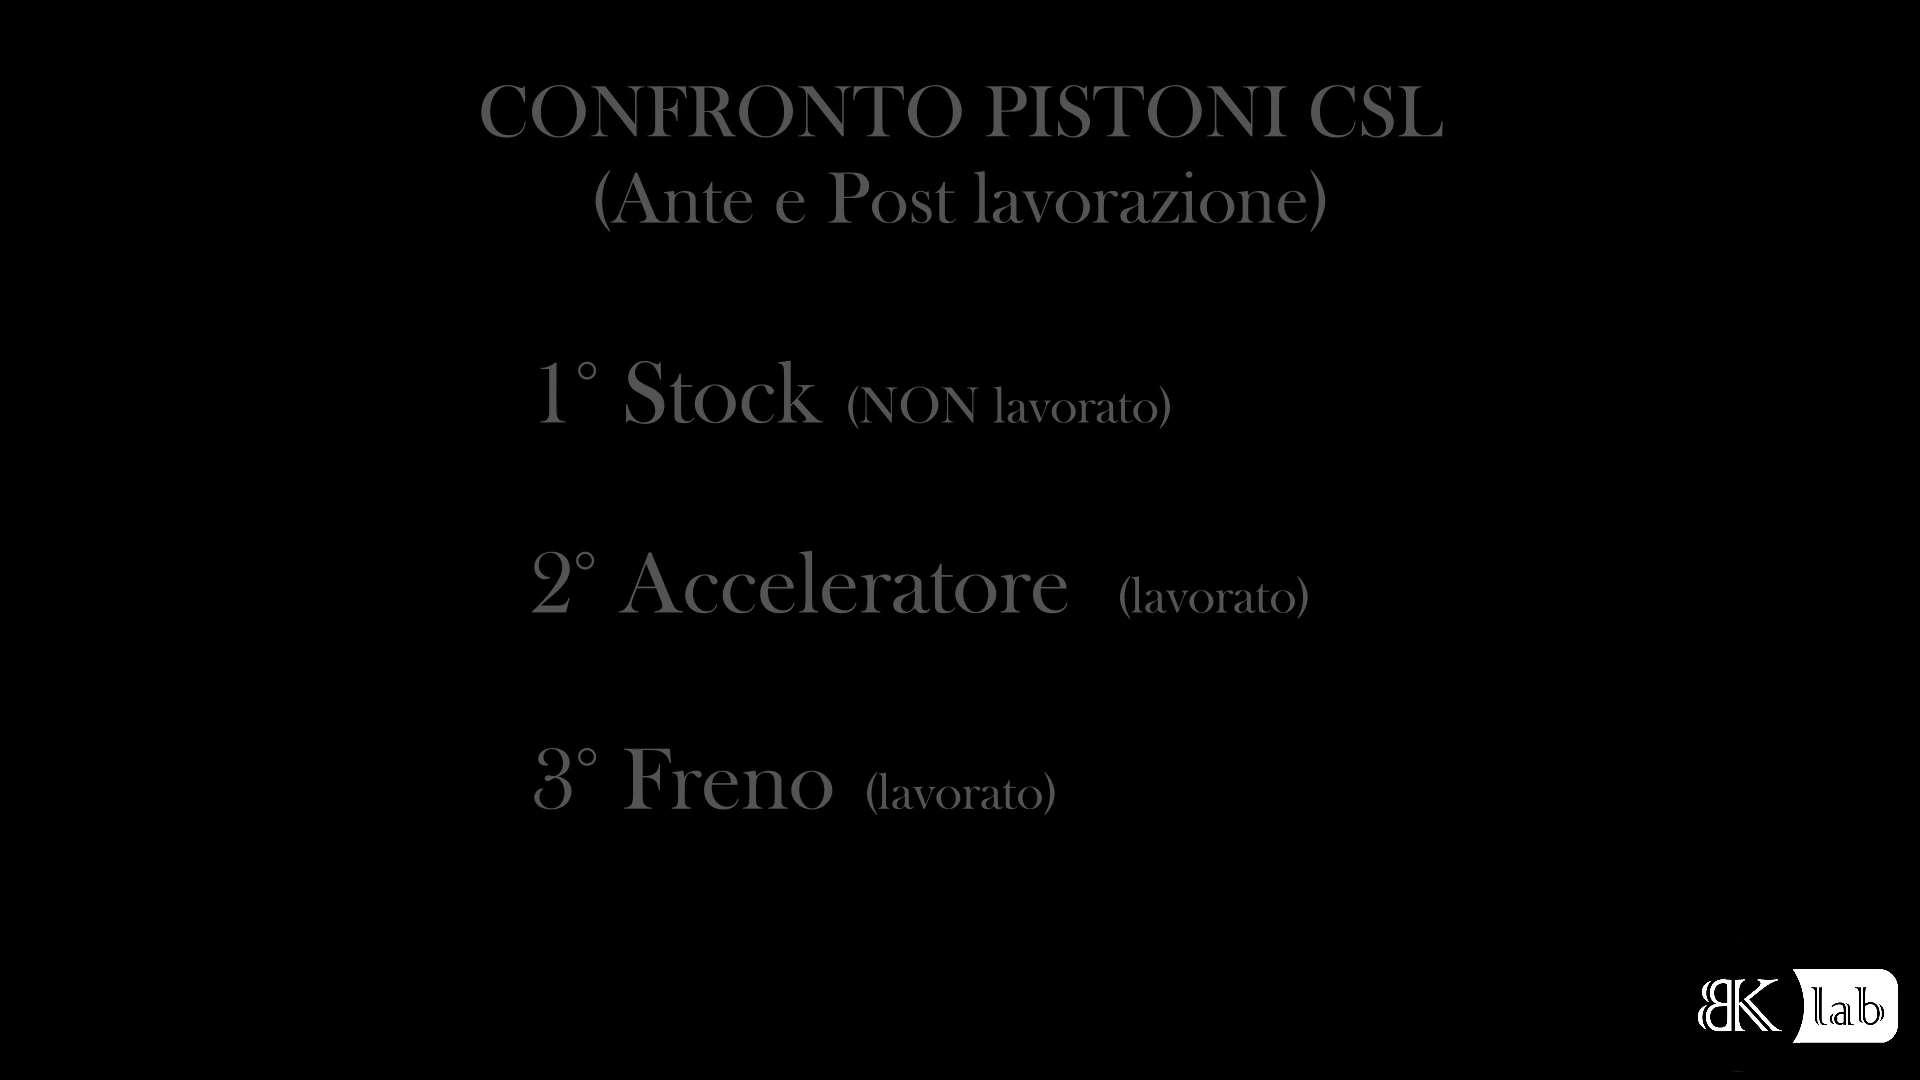 CONFRONTO PISTONI CSL
(Ante e Post lavorazione)
1° Stock (NON lavorato)
2° Acceleratore (lavorato)
3° Freno (lavorato)
BK lab